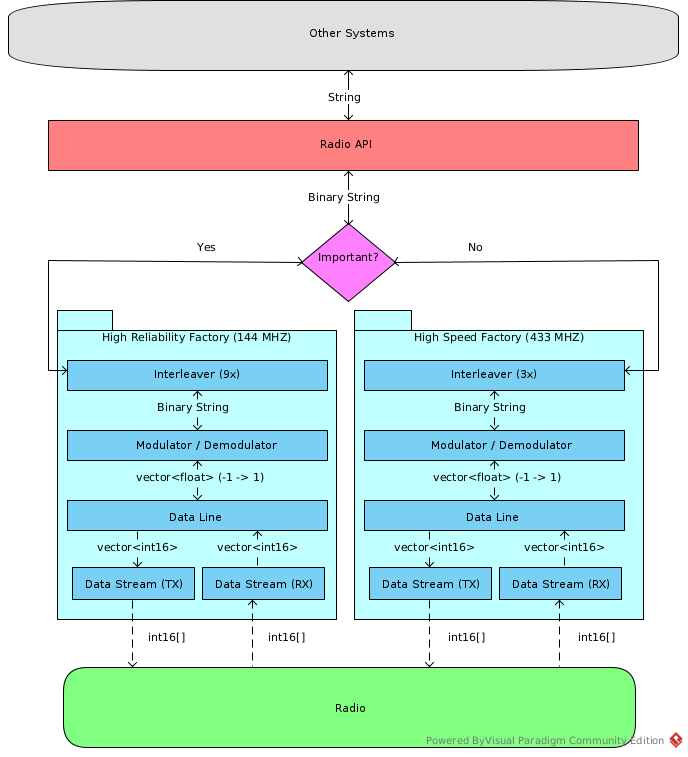 Other Systems
String
Radio API
Binary String
Important?
Yes
No
High Reliability Factory (144 MHZ)
High Speed Factory (433 MHZ)
Interleaver (9x)
Interleaver (3x)
Binary String
Binary String
Modulator / Demodulator
Modulator / Demodulator
vector<float> (-1 -> 1)
vector<float> (-1 -> 1)
Data Line
Data Line
vector<int16>
vector<int16>
vector<int16>
vector<int16>
Data Stream (TX)
Data Stream (RX)
Data Stream (TX)
Data Stream (RX)
int16[]
int16[]
int16[]
int16[]
Radio
Powered ByVisual Paradigm Community Edition